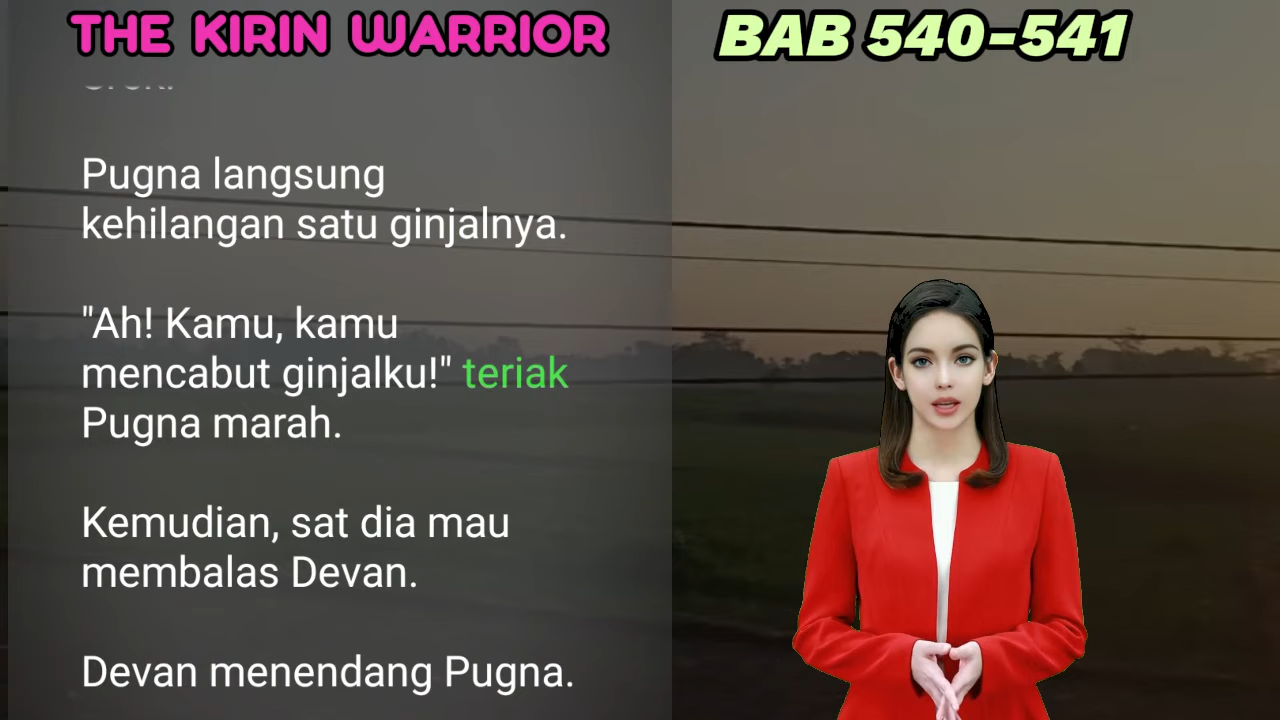 THE KIRIN WARRIOR
BAB 540-541
Pugna langsung
kehilangan satu ginjalnya.
"Ah! Kamu, kamu
mencabut ginjalku!" teriak
Pugna marah.
Kemudian, sat dia mau
membalas Devan.
Devan menendang Pugna.